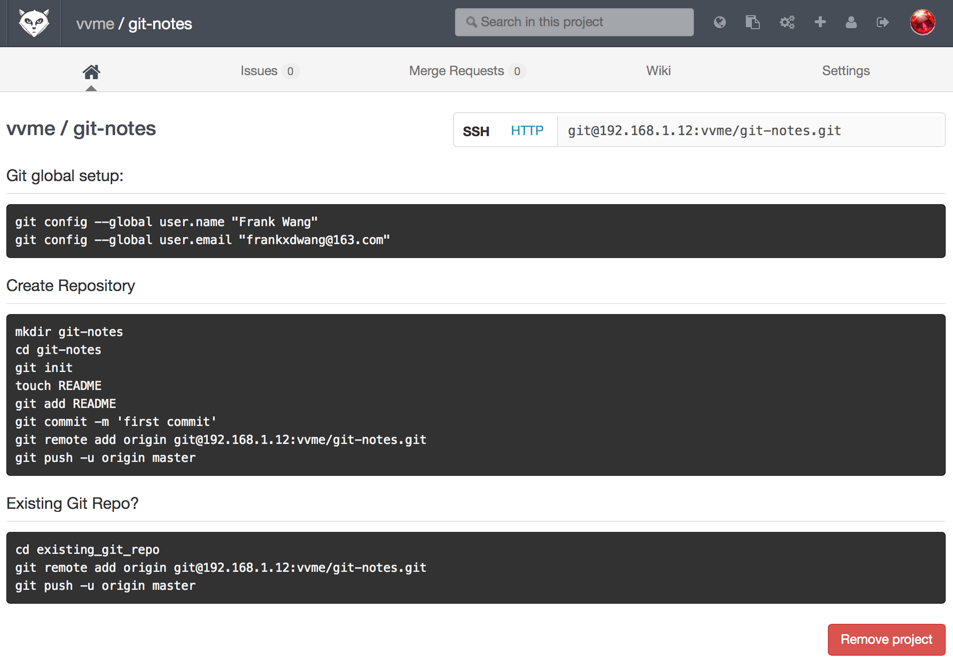 vvme / git-notes
Search in this project
Issues 0
Merge Requests 0
Wiki
Settings
vvme / git-notes
SSH HTTP git@192.168.1.12:vvme/git-notes.git
Git global setup:
git config --global user.name "Frank Wang"
git config --global user.email "frankxdwang@163.com"
Create Repository
mkdir git-notes
cd git-notes
git init
touch README
git add README
git commit -m 'first commit'
git remote add origin git@192.168.1.12:vvme/git-notes.git
git push -u origin master
Existing Git Repo?
cd existing_git_repo
git remote add origin git@192.168.1.12:vvme/git-notes.git
git push -u origin master
Remove project